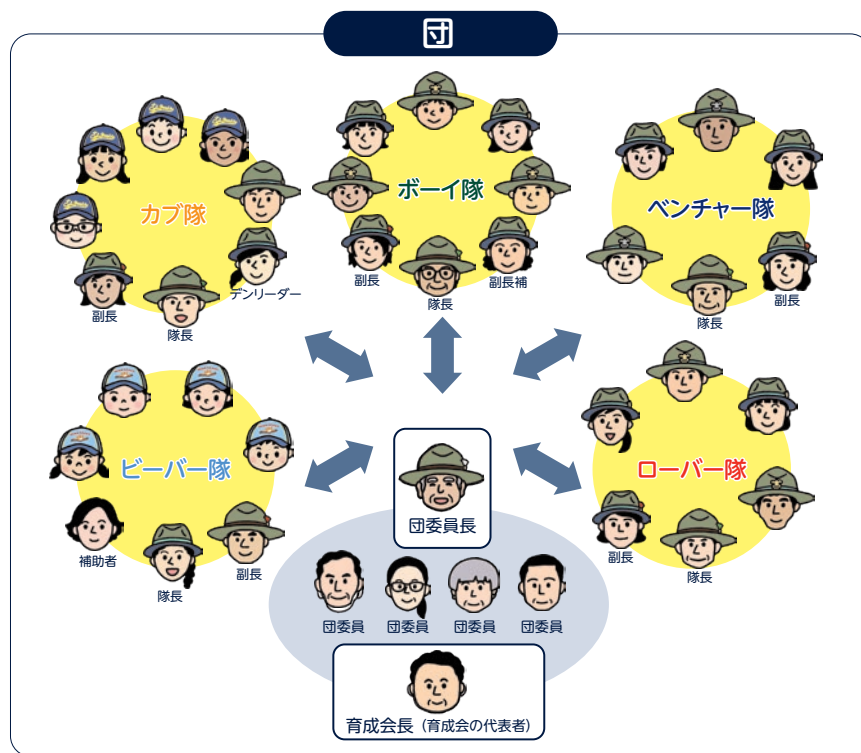 団
カブ隊
デンリーダー
副長
隊長
ボーイ隊
副長
隊長
副長補
ベンチャー隊
副長
隊長
ビーバー隊
補助者
隊長
副長
ローバー隊
副長
隊長
団委員長
団委員
団委員
団委員
団委員
育成会長（育成会の代表者）